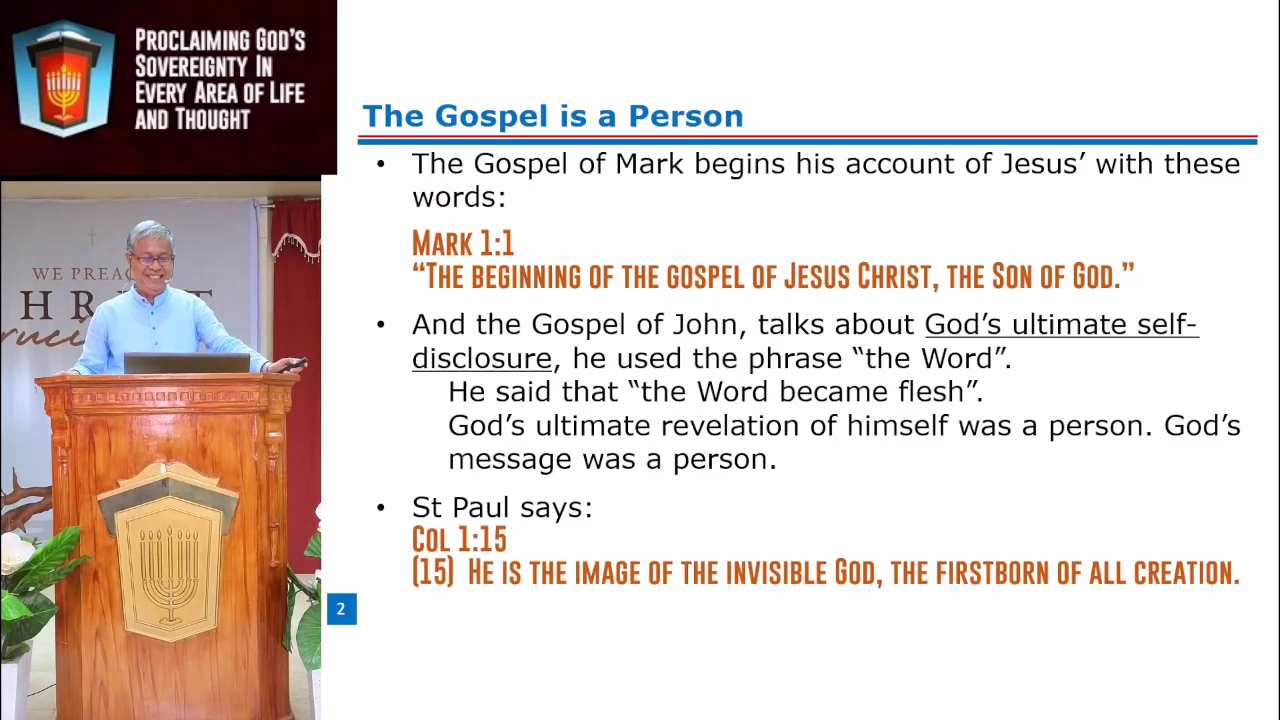 PROCLAIMING GOD'S
SOVEREIGNTY IN
EVERY AREA OF LIFE
AND THOUGHT
WE PREAC
H R T
ruci
The Gospel is a Person
• The Gospel of Mark begins his account of Jesus’ with these
words:
MARK 1:1
“THE BEGINNING OF THE GOSPEL OF JESUS CHRIST, THE SON OF GOD.”
• And the Gospel of John, talks about God’s ultimate self-
disclosure, he used the phrase “the Word”.
He said that “the Word became flesh”.
God’s ultimate revelation of himself was a person. God’s
message was a person.
• St Paul says:
COL 1:15
(15) HE IS THE IMAGE OF THE INVISIBLE GOD, THE FIRSTBORN OF ALL CREATION.
2